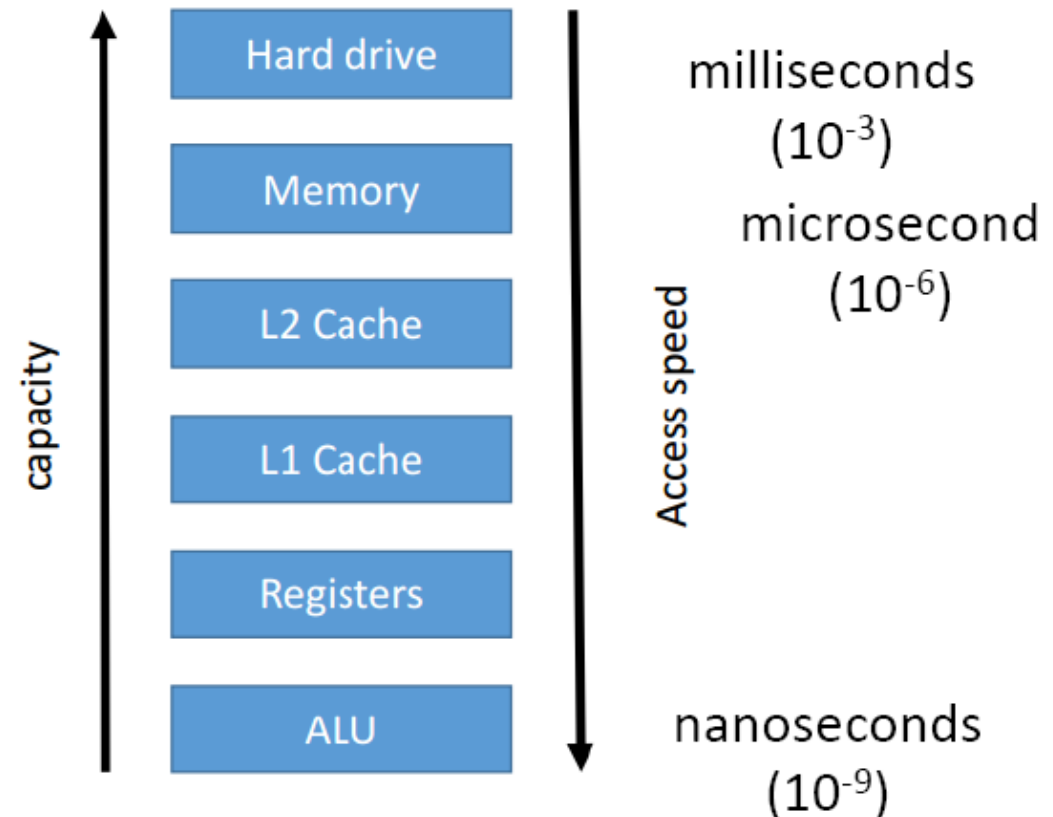 Hard drive
milliseconds
(10⁻³)
Memory
microsecond
(10⁻⁶)
L2 Cache
capacity
Access speed
L1 Cache
Registers
ALU
nanoseconds
(10⁻⁹)